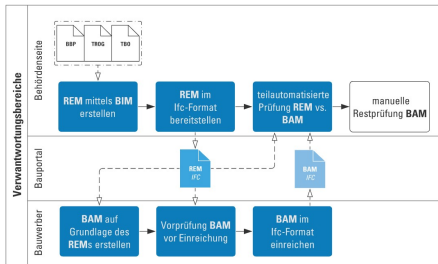 Verwantwortungsbereiche
Behördenseite
BBP
TROG
TBO
REM mittels BIM
erstellen
REM im
Ifc-Format
bereitstellen
teilautomatisierte
Prüfung REM vs.
BAM
manuelle
Restprüfung BAM
Bauportal
REM
IFC
BAM
IFC
Bauwerber
BAM auf
Grundlage des
REMs erstellen
Vorprüfung BAM
vor Einreichung
BAM im
Ifc-Format
einreichen